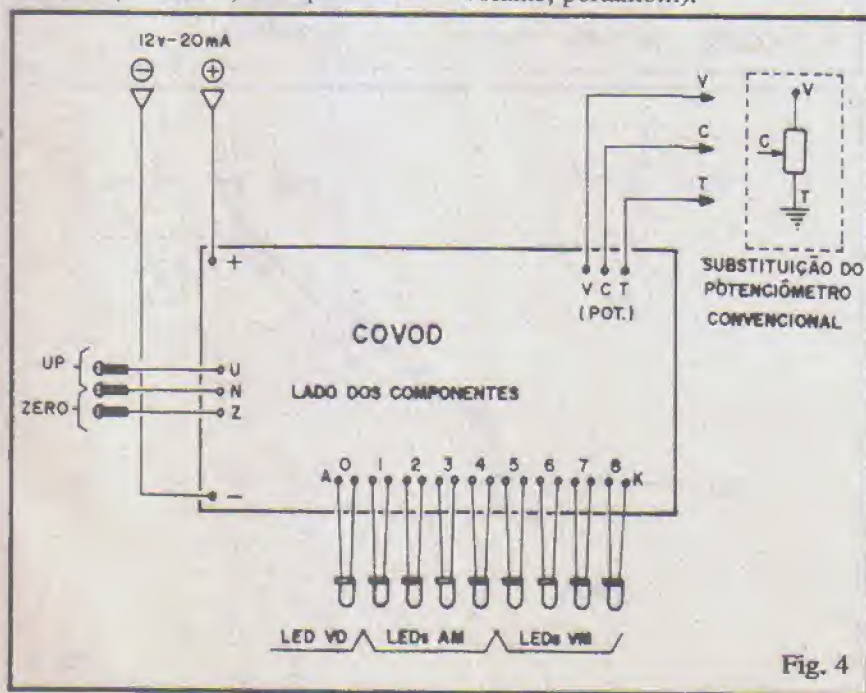 12v-20mA
V
C
T
V
C
T
SUBSTITUIÇÃO DO
POTENCIÔMETRO
CONVENCIONAL
+
V C T
(POT.)
COVOD
LADO DOS COMPONENTES
UP
ZERO
U
N
Z
-
A 0 1 2 3 4 5 6 7 8 K
LED VD
LEDs AM
LEDs VM
Fig. 4